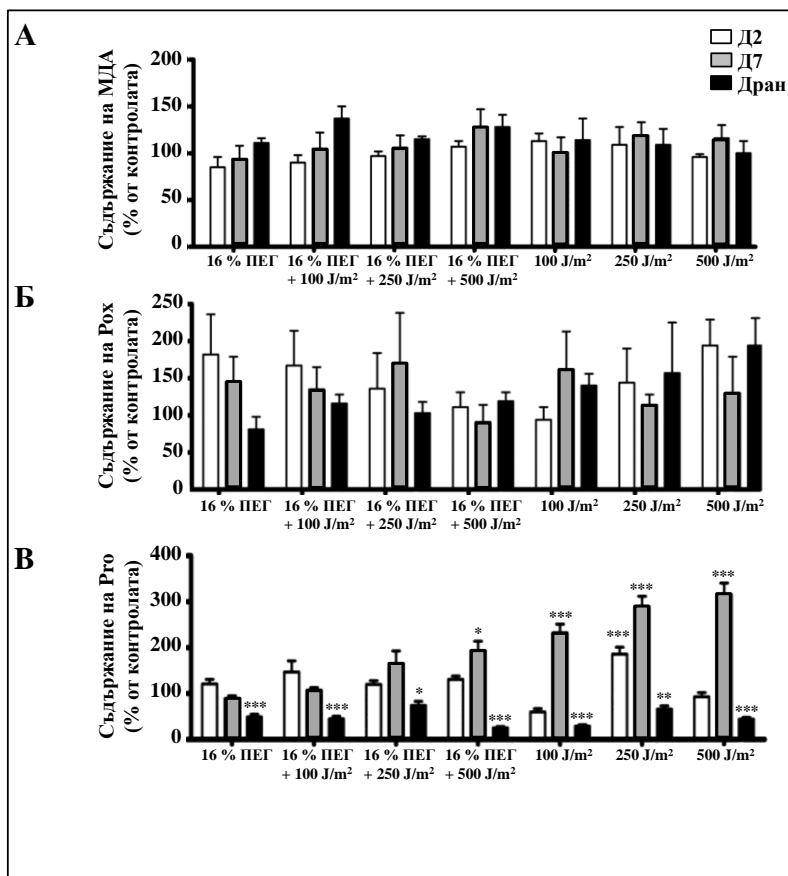 А
Д2
Д7
Дран
Съдържание на МДА
(% от контролата)
200
150
100
50
0
16 % ПЕГ
16 % ПЕГ
+ 100 J/m²
16 % ПЕГ
+ 250 J/m²
16 % ПЕГ
+ 500 J/m²
100 J/m²
250 J/m²
500 J/m²
Б
Съдържание на Рох
(% от контролата)
250
200
150
100
50
0
16 % ПЕГ
16 % ПЕГ
+ 100 J/m²
16 % ПЕГ
+ 250 J/m²
16 % ПЕГ
+ 500 J/m²
100 J/m²
250 J/m²
500 J/m²
В
Съдържание на Pro
(% от контролата)
400
300
200
100
0
***
***
*
*
***
***
***
***
***
**
***
***
16 % ПЕГ
16 % ПЕГ
+ 100 J/m²
16 % ПЕГ
+ 250 J/m²
16 % ПЕГ
+ 500 J/m²
100 J/m²
250 J/m²
500 J/m²